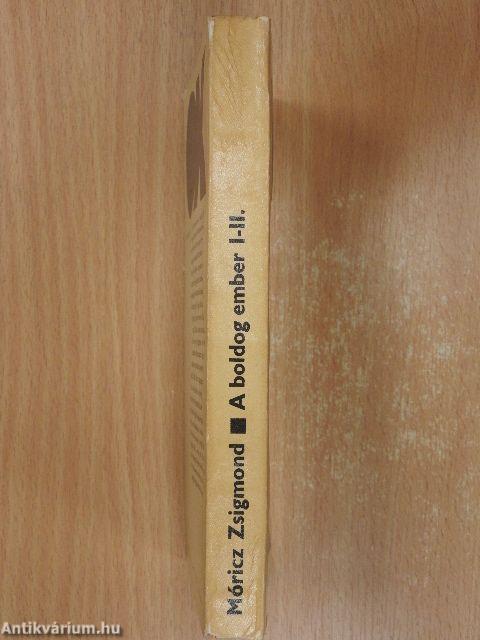 Móricz Zsigmond ■ A boldog ember I-II.
Antikvárium.hu